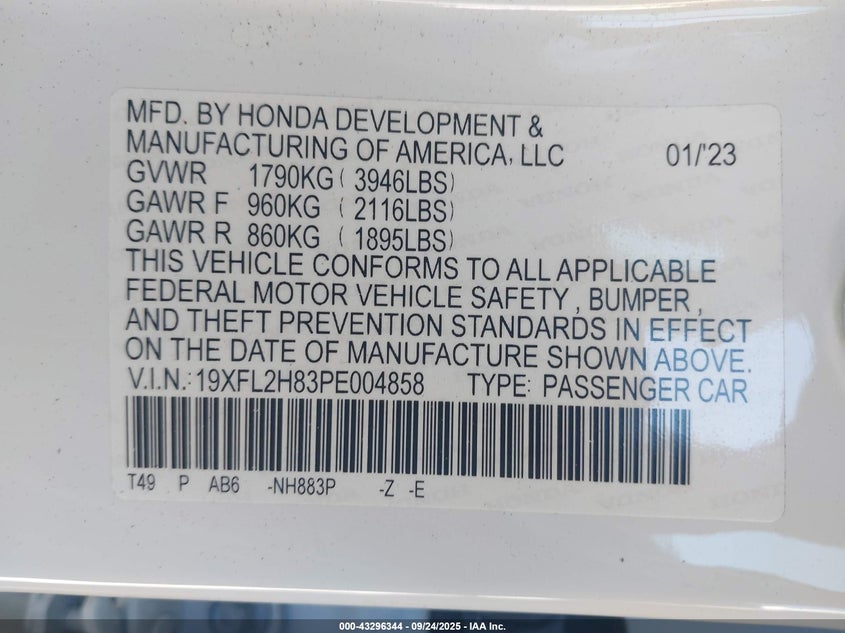 MFD. BY HONDA DEVELOPMENT &
MANUFACTURING OF AMERICA, LLC 01/'23
GVWR 1790KG ( 3946LBS)
GAWR F 960KG ( 2116LBS)
GAWR R 860KG ( 1895LBS)
THIS VEHICLE CONFORMS TO ALL APPLICABLE
FEDERAL MOTOR VEHICLE SAFETY , BUMPER ,
AND THEFT PREVENTION STANDARDS IN EFFECT
ON THE DATE OF MANUFACTURE SHOWN ABOVE.
V.I.N.: 19XFL2H83PE004858 TYPE: PASSENGER CAR
T49 P AB6 -NH883P -Z -E
000-43296344 - 09/24/2025 - IAA Inc.